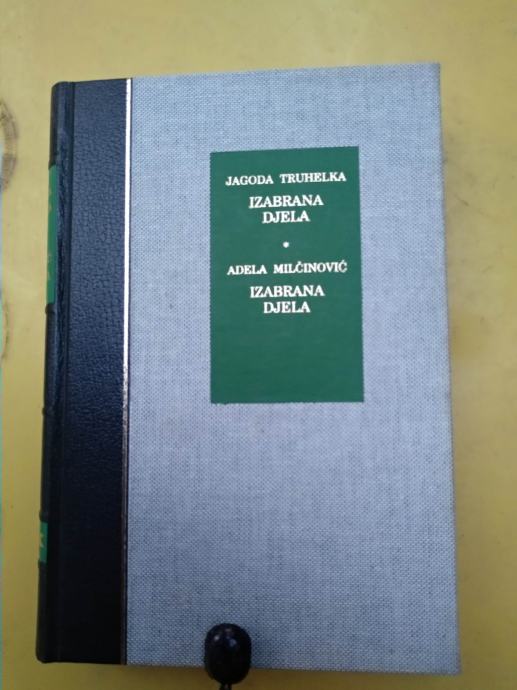 JAGODA TRUHELKA
IZABRANA
DJELA
*
ADELA MILČINOVIĆ
IZABRANA
DJELA